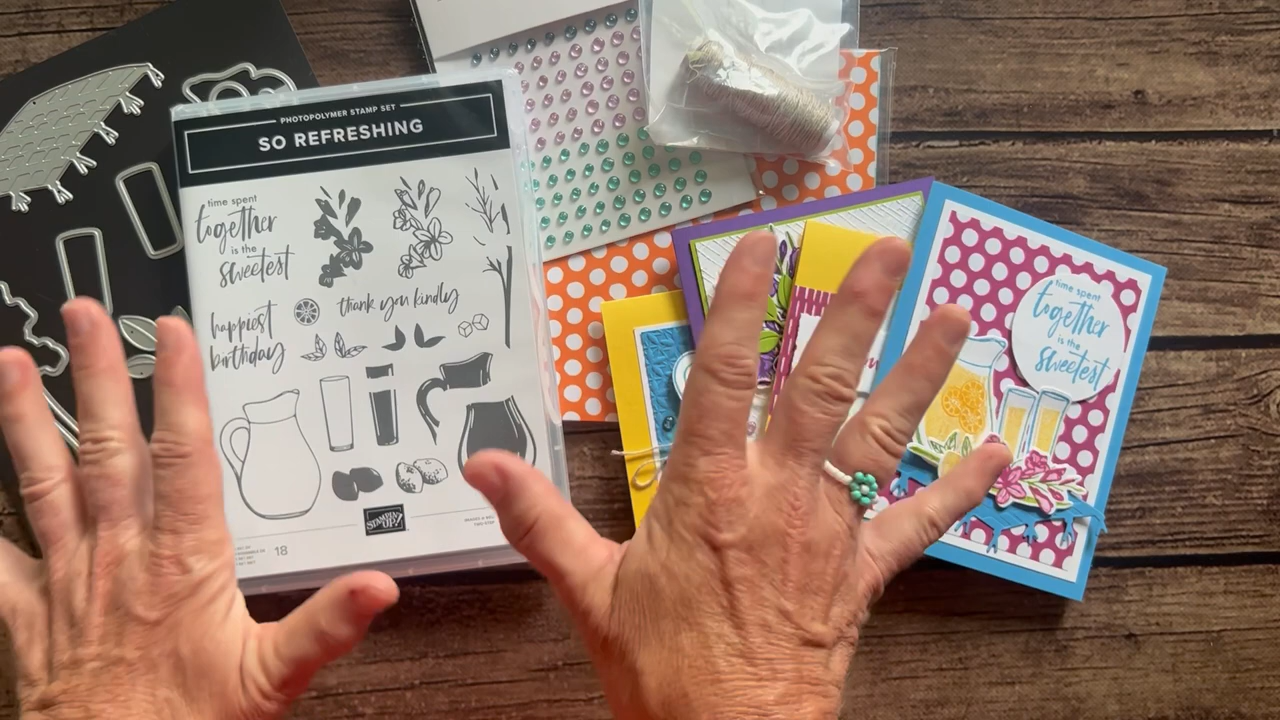 PHOTOPOLYMER STAMP SET
SO REFRESHING
time spent
together
is the
sweetest
thank you kindly
happiest
birthday
STAMPIN' UP!
18
time spent
together
is the
sweetest